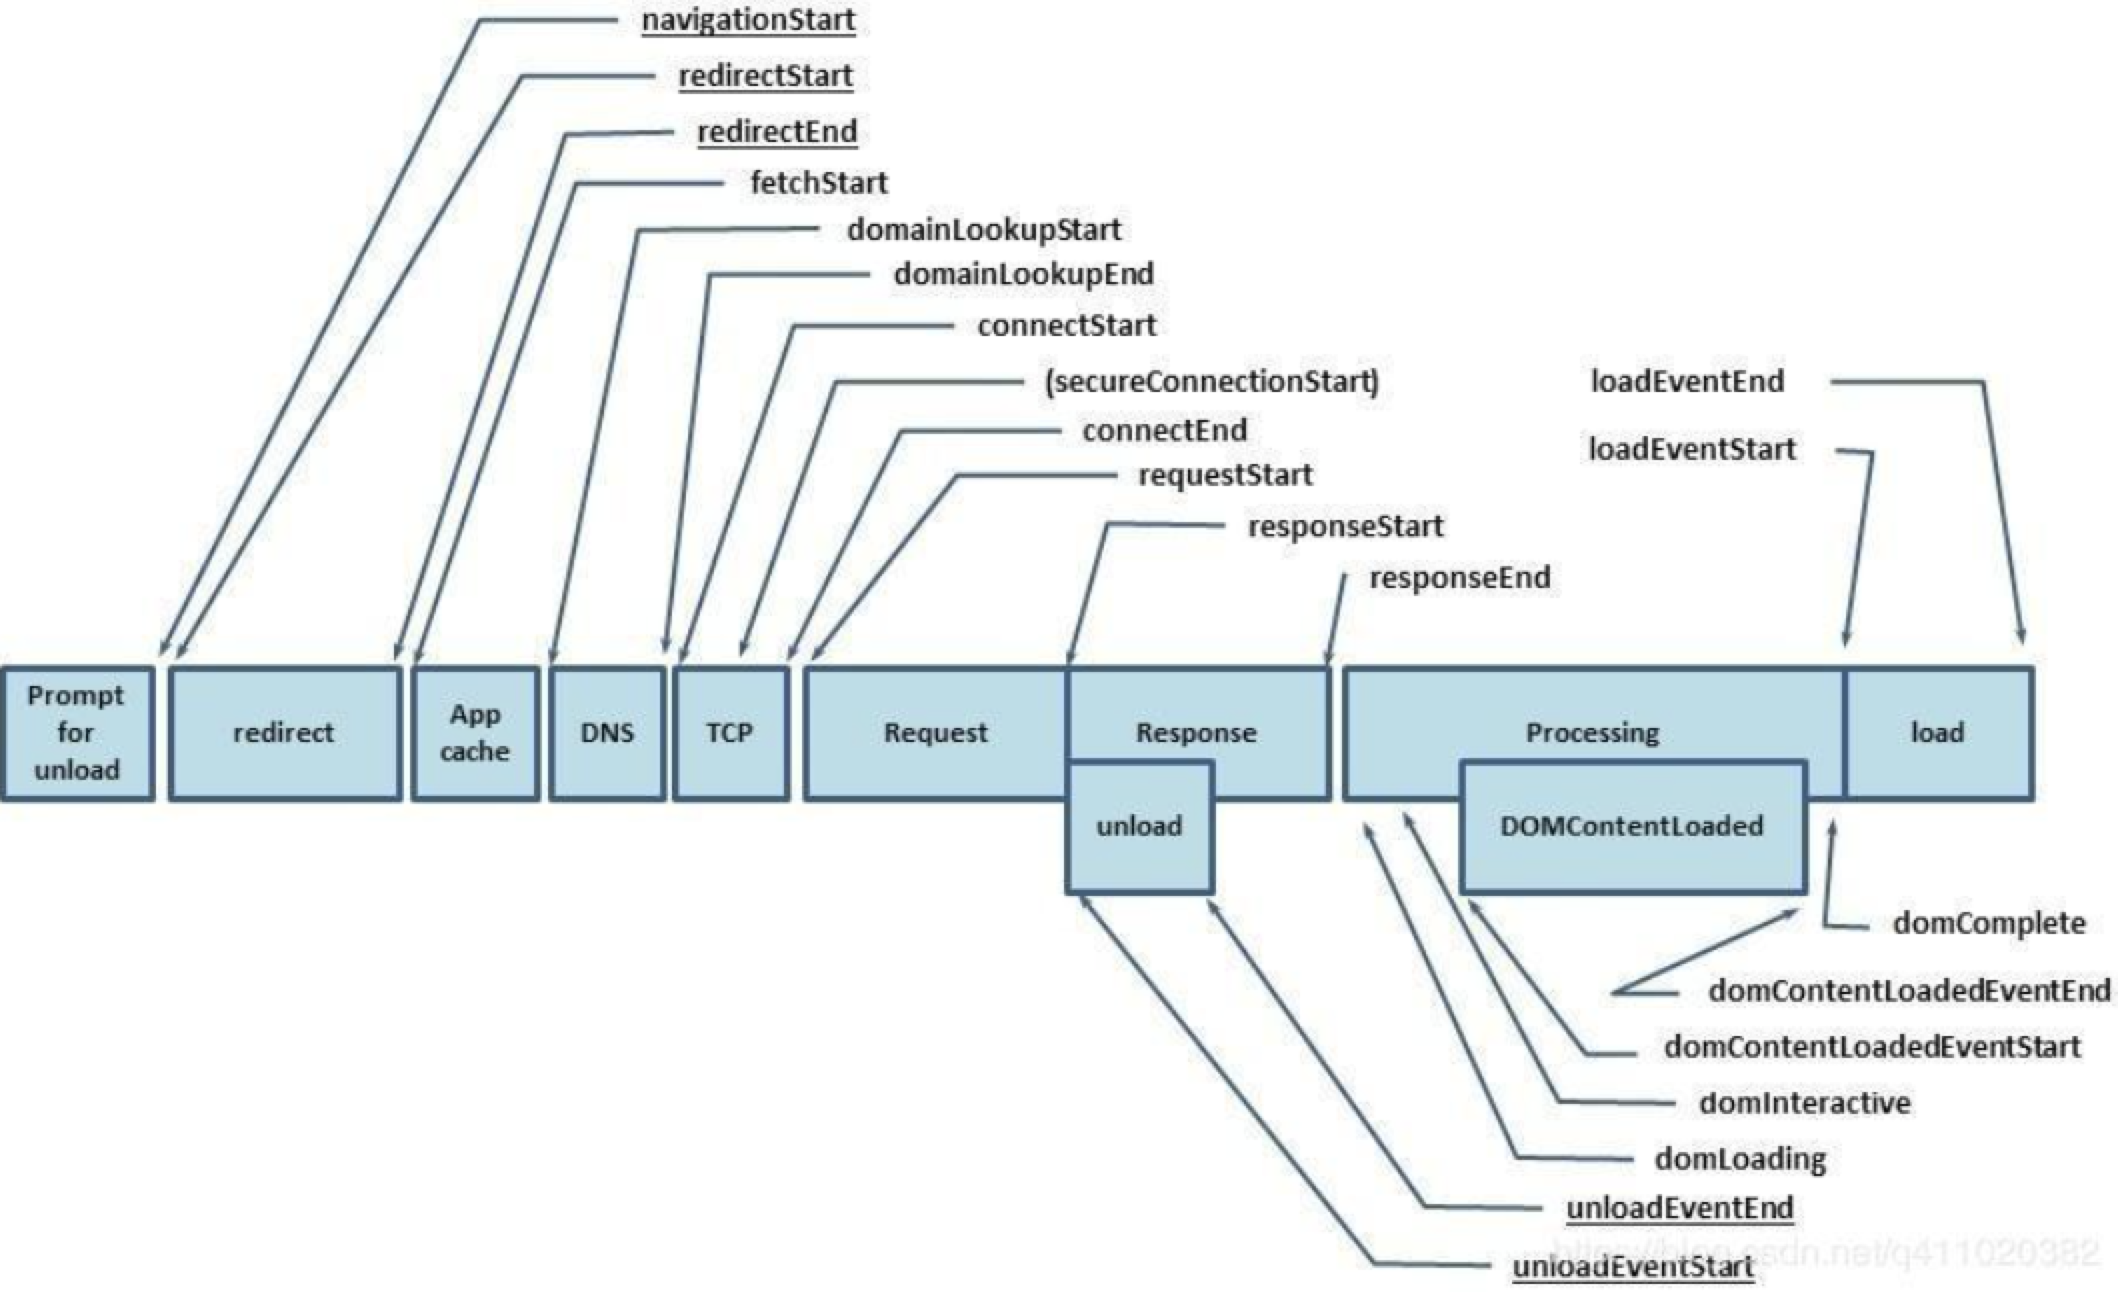 navigationStart
redirectStart
redirectEnd
fetchStart
domainLookupStart
domainLookupEnd
connectStart
(secureConnectionStart)
connectEnd
requestStart
responseStart
responseEnd
loadEventEnd
loadEventStart
Prompt
for
unload
redirect
App
cache
DNS
TCP
Request
Response
Processing
load
unload
DOMContentLoaded
domComplete
domContentLoadedEventEnd
domContentLoadedEventStart
domInteractive
domLoading
unloadEventEnd
unloadEventStart
https://blog.csdn.net/q411020382